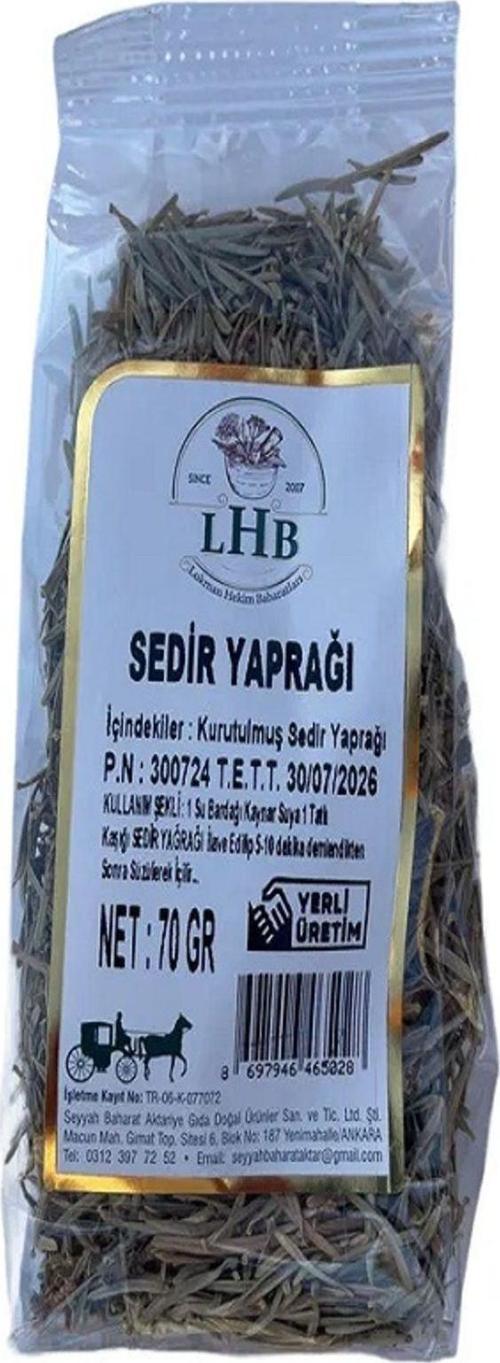 SINCE 2007
LHB
Lokman Hekim Baharatları
SEDİR YAPRAĞI
İçindekiler : Kurutulmuş Sedir Yaprağı
P.N : 300724 T.E.T.T. 30/07/2026
KULLANIM ŞEKLİ : 1 Su Bardağı Kaynar Suya 1 Tatlı
Kaşığı SEDİR YAĞRAĞI İlave Edilip 5-10 dakika demlendikten
Sonra Süzülerek İçilir...
YERLİ
ÜRETİM
NET : 70 GR
8 697946 465028
İşletme Kayıt No: TR-06-K-077072
Seyyah Baharat Aktariye Gıda Doğal Ürünler San. ve Tic. Ltd. Şti.
Macun Mah. Gimat Top. Sitesi 6, Blok No: 187 Yenimahalle/ANKARA
Tel: 0312 397 72 52 • Email: seyyahbaharataktar@gmail.com